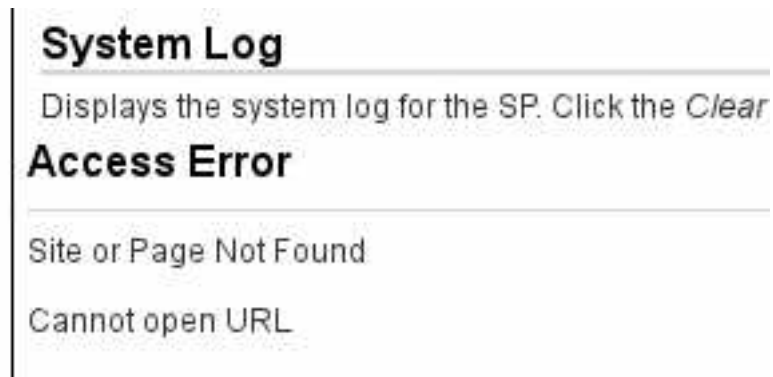 System Log
Displays the system log for the SP. Click the Clear
Access Error
Site or Page Not Found
Cannot open URL